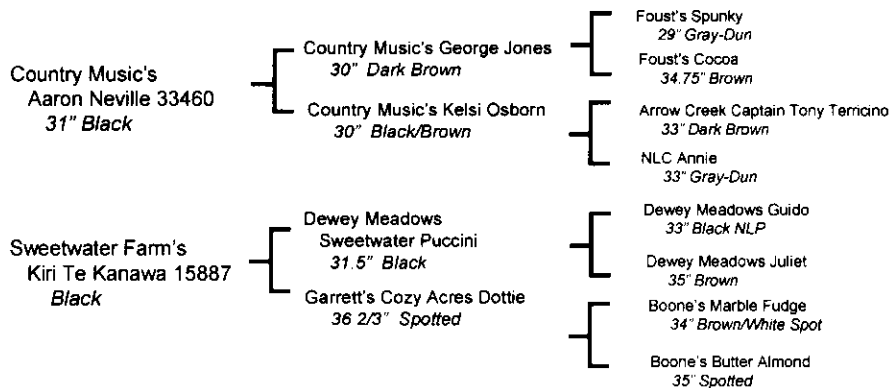 Country Music's
Aaron Neville 33460
31" Black
Country Music's George Jones
30" Dark Brown
Foust's Spunky
29" Gray-Dun
Foust's Cocoa
34.75" Brown
Country Music's Kelsi Osborn
30" Black/Brown
Arrow Creek Captain Tony Terricino
33" Dark Brown
NLC Annie
33" Gray-Dun
Sweetwater Farm's
Kiri Te Kanawa 15887
Black
Dewey Meadows
Sweetwater Puccini
31.5" Black
Dewey Meadows Guido
33" Black NLP
Dewey Meadows Juliet
35" Brown
Garrett's Cozy Acres Dottie
36 2/3" Spotted
Boone's Marble Fudge
34" Brown/White Spot
Boone's Butter Almond
35" Spotted